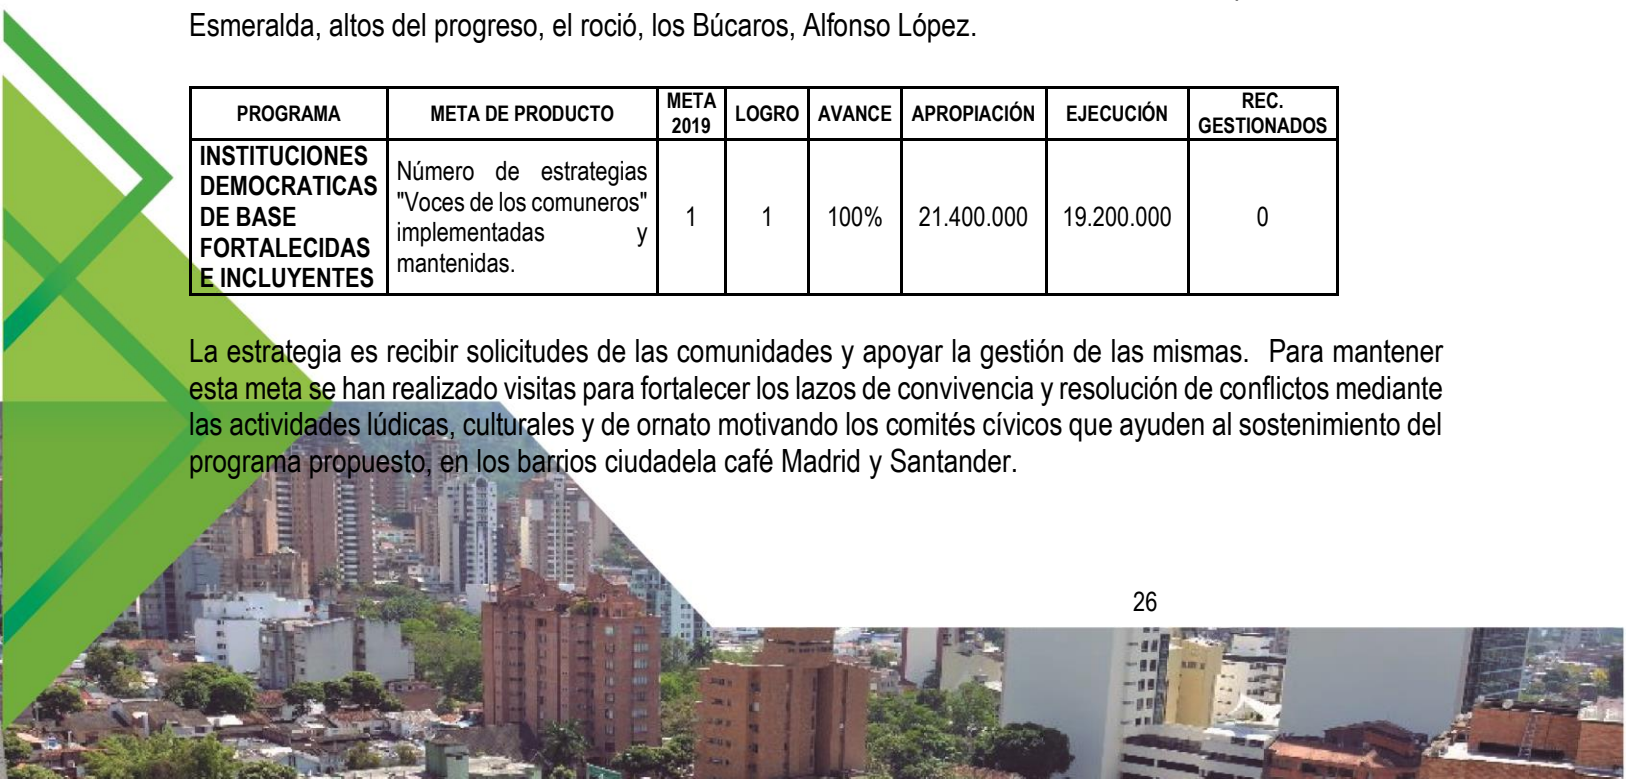 Esmeralda, altos del progreso, el roció, los Búcaros, Alfonso López.
PROGRAMA META DE PRODUCTO META 2019 LOGRO AVANCE APROPIACIÓN EJECUCIÓN REC. GESTIONADOS
INSTITUCIONES
DEMOCRATICAS
DE BASE
FORTALECIDAS
E INCLUYENTES
Número de estrategias
"Voces de los comuneros"
implementadas y
mantenidas.
1 1 100% 21.400.000 19.200.000 0
La estrategia es recibir solicitudes de las comunidades y apoyar la gestión de las mismas. Para mantener
esta meta se han realizado visitas para fortalecer los lazos de convivencia y resolución de conflictos mediante
las actividades lúdicas, culturales y de ornato motivando los comités cívicos que ayuden al sostenimiento del
programa propuesto, en los barrios ciudadela café Madrid y Santander.
26